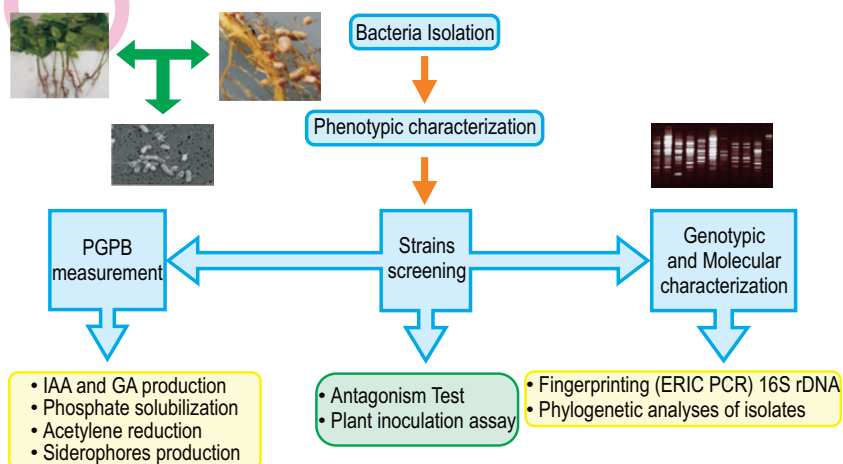 Bacteria Isolation
Phenotypic characterization
PGPB
measurement
Strains
screening
Genotypic
and Molecular
characterization
• IAA and GA production
• Phosphate solubilization
• Acetylene reduction
• Siderophores production
• Antagonism Test
• Plant inoculation assay
• Fingerprinting (ERIC PCR) 16S rDNA
• Phylogenetic analyses of isolates